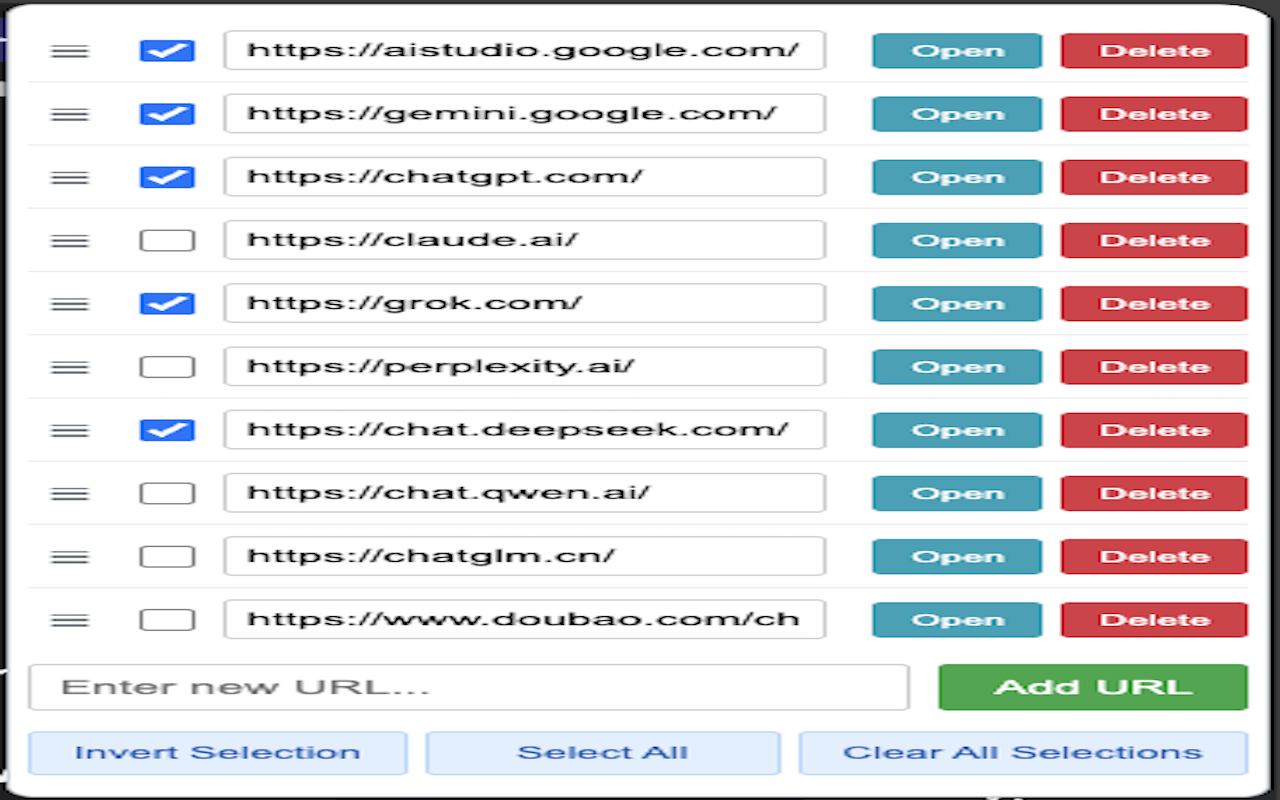 https://aistudio.google.com/ Open Delete
https://gemini.google.com/ Open Delete
https://chatgpt.com/ Open Delete
https://claude.ai/ Open Delete
https://grok.com/ Open Delete
https://perplexity.ai/ Open Delete
https://chat.deepseek.com/ Open Delete
https://chat.qwen.ai/ Open Delete
https://chatglm.cn/ Open Delete
https://www.doubao.com/ch Open Delete
Enter new URL... Add URL
Invert Selection Select All Clear All Selections